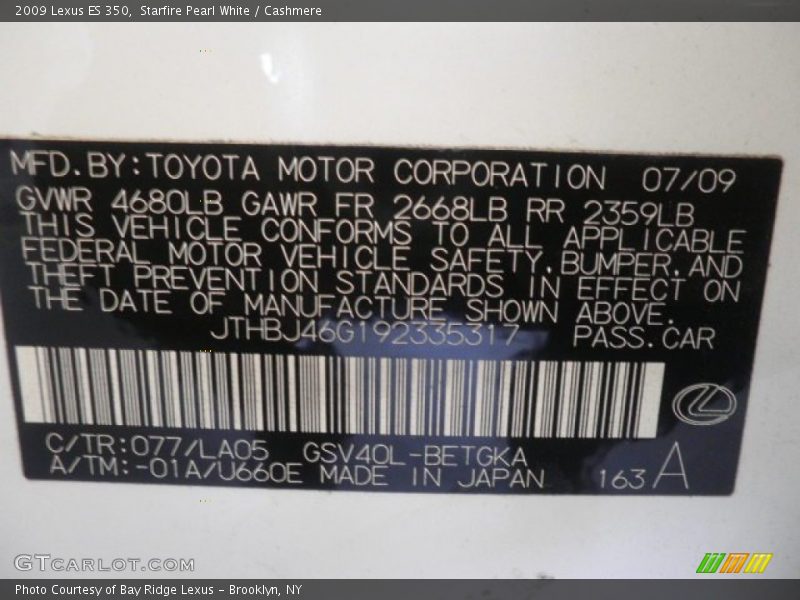 2009 Lexus ES 350,  Starfire Pearl White / Cashmere
MFD.BY:TOYOTA MOTOR CORPORATION 07/09
GVWR 4680LB GAWR FR 2668LB RR 2359LB
THIS VEHICLE CONFORMS TO ALL APPLICABLE
FEDERAL MOTOR VEHICLE SAFETY,BUMPER,AND
THEFT PREVENTION STANDARDS IN EFFECT ON
THE DATE OF MANUFACTURE SHOWN ABOVE.
JTHBJ46G192335317 PASS.CAR
C/TR:077/LA05 GSV40L-BETGKA
A/TM:-01A/U660E MADE IN JAPAN 163 A
GTCARLOT.COM
Photo Courtesy of Bay Ridge Lexus - Brooklyn, NY